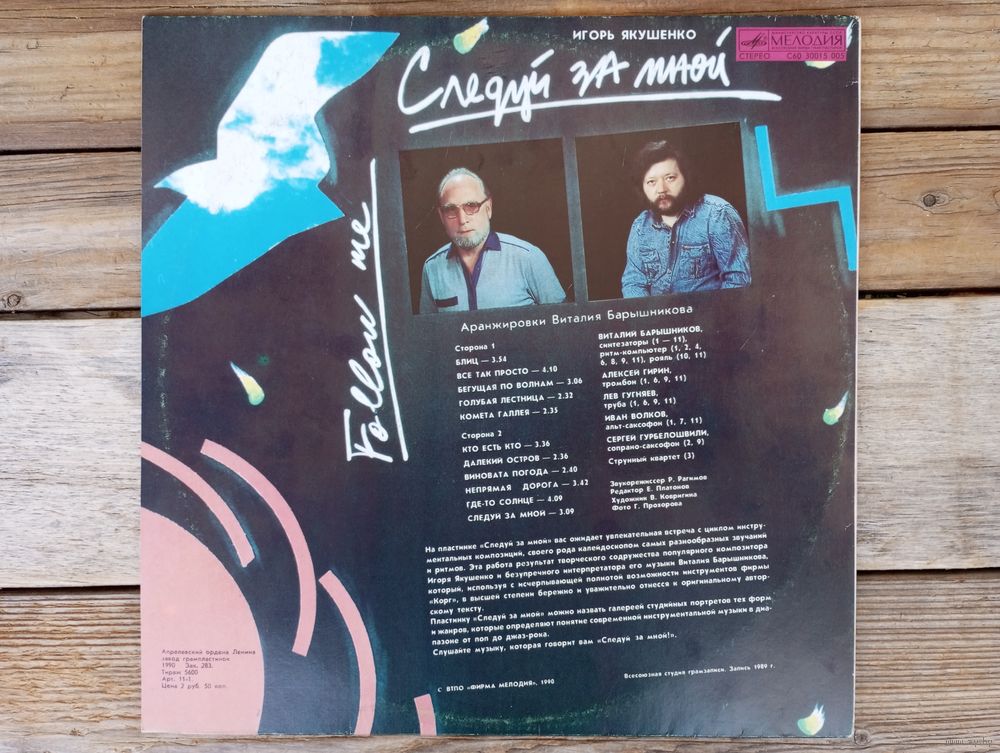 ИГОРЬ ЯКУШЕНКО
МЕЛОДИЯ
СТЕРЕО С60 30015 005
Следуй за мной
Follow me
Аранжировки Виталия Барышникова
Сторона 1
БЛИЦ — 3.54
ВСЕ ТАК ПРОСТО — 4.10
БЕГУЩАЯ ПО ВОЛНАМ — 3.06
ГОЛУБАЯ ЛЕСТНИЦА — 2.32
КОМЕТА ГАЛЛЕЯ — 2.35
Сторона 2
КТО ЕСТЬ КТО — 3.36
ДАЛЕКИЙ ОСТРОВ — 2.36
ВИНОВАТА ПОГОДА — 2.40
НЕПРЯМАЯ ДОРОГА — 3.42
ГДЕ-ТО СОЛНЦЕ — 4.09
СЛЕДУЙ ЗА МНОЙ — 3.09
ВИТАЛИЙ БАРЫШНИКОВ,
синтезаторы (1 — 11),
ритм-компьютер (1, 2, 4,
6, 8, 9, 11), рояль (10, 11)
АЛЕКСЕЙ ГИРИН,
тромбон (1, 6, 9, 11)
ЛЕВ ГУГНЯЕВ,
труба (1, 6, 9, 11)
ИВАН ВОЛКОВ,
альт-саксофон (1, 7, 11)
СЕРГЕЙ ГУРБЕЛОШВИЛИ,
сопрано-саксофон (2, 9)
Струнный квартет (3)
Звукорежиссер Р. Рагимов
Редактор Е. Платонов
Художник В. Ковригина
Фото Г. Прохорова
На пластинке «Следуй за мной» вас ожидает увлекательная встреча с циклом инстру-
ментальных композиций, своего рода калейдоскопом самых разнообразных звучаний
и ритмов. Эта работа результат творческого содружества популярного композитора
Игоря Якушенко и безупречного интерпретатора его музыки Виталия Барышникова,
который, используя с исчерпывающей полнотой возможности инструментов фирмы
«Корг», в высшей степени бережно и уважительно отнесся к оригинальному автор-
скому тексту.
Пластинку «Следуй за мной» можно назвать галереей студийных портретов тех форм
и жанров, которые определяют понятие современной инструментальной музыки в диа-
пазоне от поп до джаз-рока.
Слушайте музыку, которая говорит вам «Следуй за мной!».
Апрелевский ордена Ленина
завод грампластинок
1990 Зак. 283.
Тираж 5600
Арт. 11-1.
Цена 2 руб. 50 коп.
с ВТПО «ФИРМА МЕЛОДИЯ», 1990
Всесоюзная студия грамзаписи. Запись 1989 г.